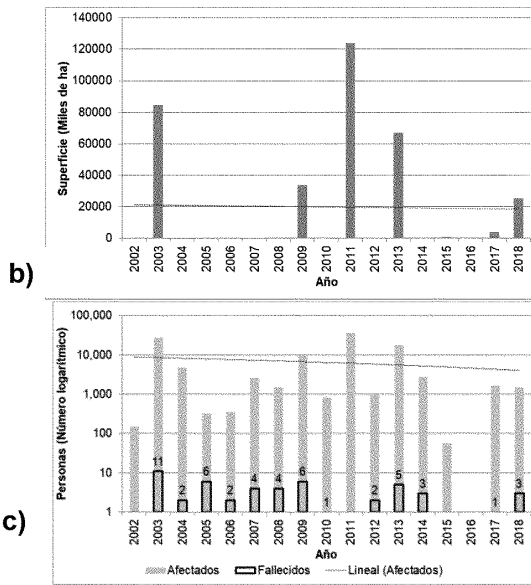 140000
120000
100000
80000
60000
40000
20000
0
Superficie (Miles de ha)
2002 2003 2004 2005 2006 2007 2008 2009 2010 2011 2012 2013 2014 2015 2016 2017 2018
Año
b)
100,000
10,000
1,000
100
10
1
Personas (Número logarítmico)
11 2 6 2 4 4 6 1 2 5 3 1 3
2002 2003 2004 2005 2006 2007 2008 2009 2010 2011 2012 2013 2014 2015 2016 2017 2018
Año
c)
Afectados Fallecidos Lineal (Afectados)